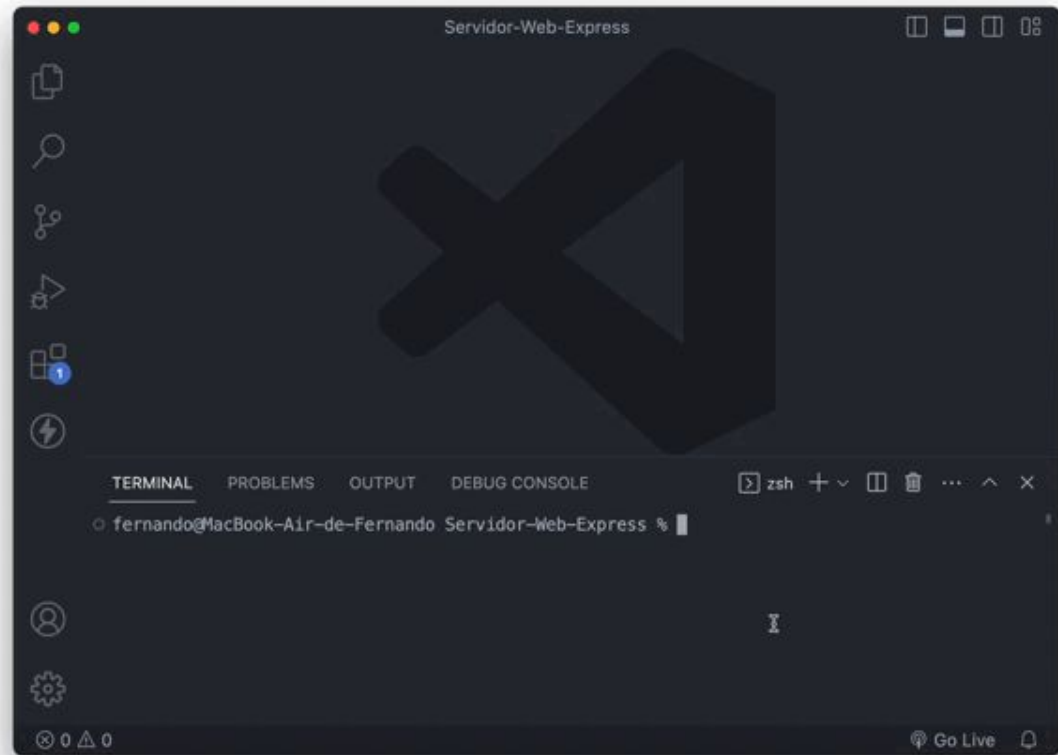 Servidor-Web-Express
1
TERMINAL PROBLEMS OUTPUT DEBUG CONSOLE zsh
fernando@MacBook-Air-de-Fernando Servidor-Web-Express %
0 0 Go Live